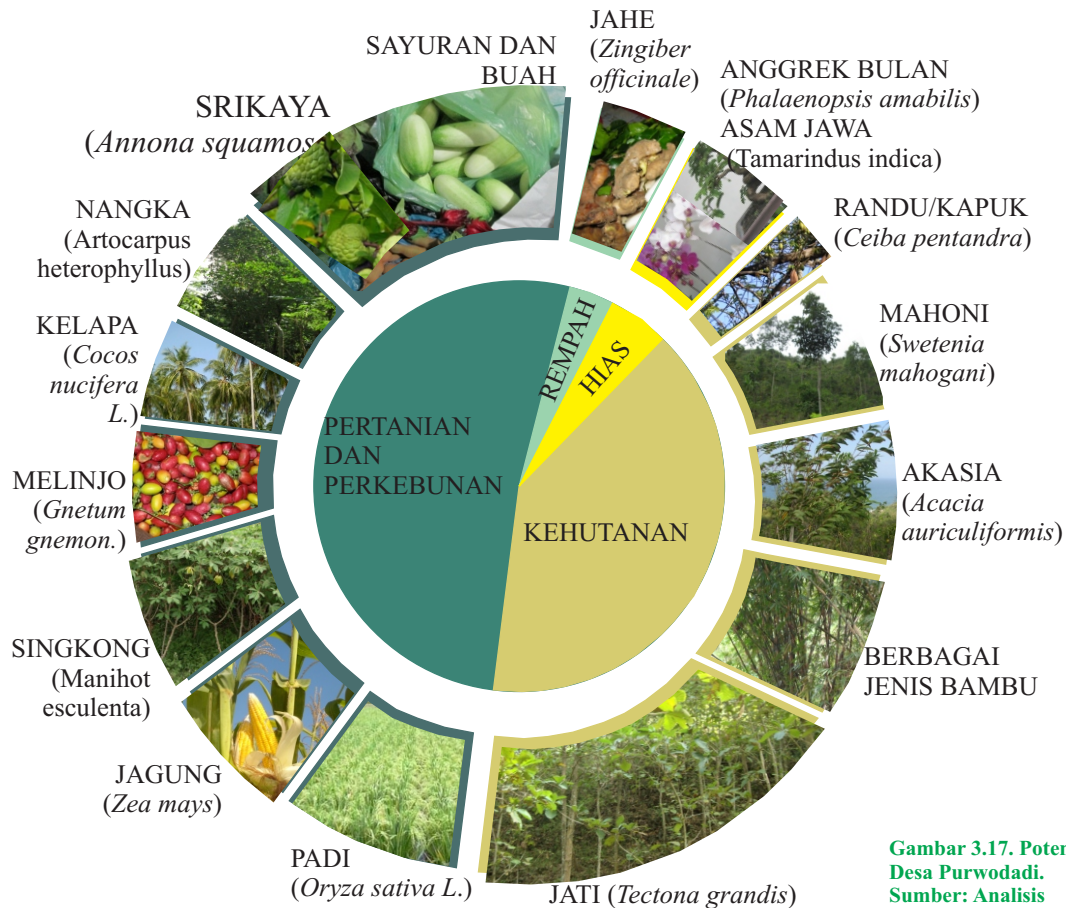 JAHE
(Zingiber
officinale)
SAYURAN DAN
BUAH
ANGGREK BULAN
(Phalaenopsis amabilis)
ASAM JAWA
(Tamarindus indica)
SRIKAYA
(Annona squamos
RANDU/KAPUK
(Ceiba pentandra)
NANGKA
(Artocarpus
heterophyllus)
MAHONI
(Swetenia
mahogani)
KELAPA
(Cocos
nucifera
L.)
REMPAH
HIAS
PERTANIAN
DAN
PERKEBUNAN
KEHUTANAN
MELINJO
(Gnetum
gnemon.)
AKASIA
(Acacia
auriculiformis)
SINGKONG
(Manihot
esculenta)
BERBAGAI
JENIS BAMBU
JAGUNG
(Zea mays)
PADI
(Oryza sativa L.)
JATI (Tectona grandis)
Gambar 3.17. Poten
Desa Purwodadi.
Sumber: Analisis